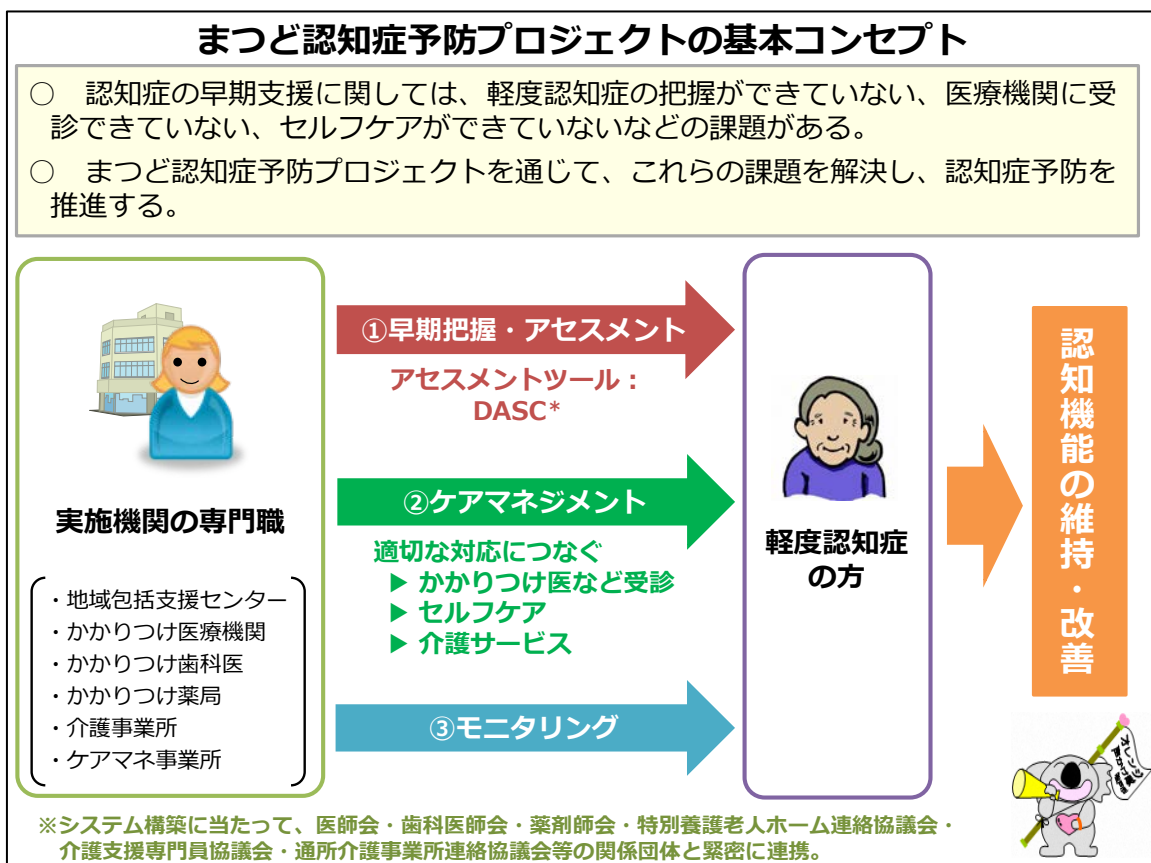 まつど認知症予防プロジェクトの基本コンセプト
○　認知症の早期支援に関しては、軽度認知症の把握ができていない、医療機関に受
診できていない、セルフケアができていないなどの課題がある。
○　まつど認知症予防プロジェクトを通じて、これらの課題を解決し、認知症予防を
推進する。
実施機関の専門職
・地域包括支援センター
・かかりつけ医療機関
・かかりつけ歯科医
・かかりつけ薬局
・介護事業所
・ケアマネ事業所
①早期把握・アセスメント
アセスメントツール：
DASC*
②ケアマネジメント
適切な対応につなぐ
▶ かかりつけ医など受診
▶ セルフケア
▶ 介護サービス
③モニタリング
軽度認知症
の方
認知機能の維持・改善
オレンジ
※システム構築に当たって、医師会・歯科医師会・薬剤師会・特別養護老人ホーム連絡協議会・
介護支援専門員協議会・通所介護事業所連絡協議会等の関係団体と緊密に連携。